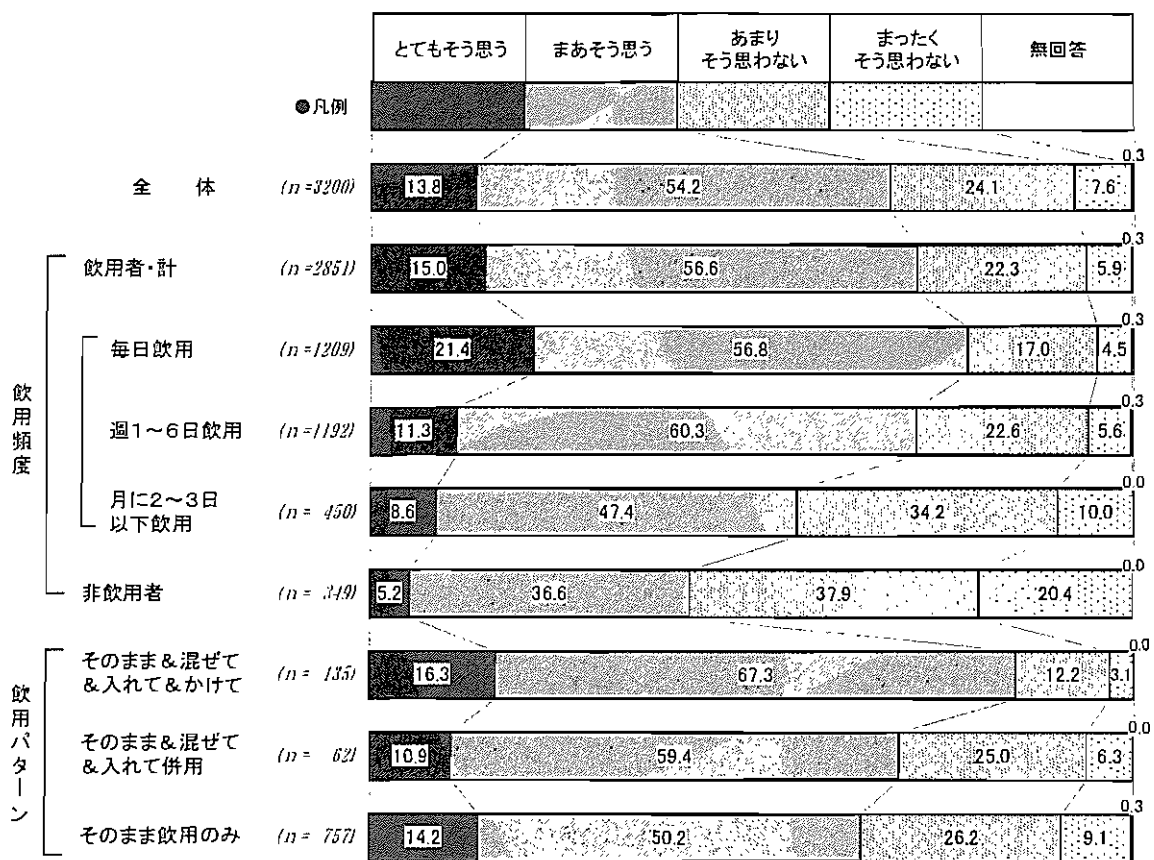 とてもそう思う まあそう思う あまり そう思わない まったく そう思わない 無回答
●凡例
0.3
全 体 (n=3200) 13.8 54.2 24.1 7.6
0.3
飲用者・計 (n=2851) 15.0 56.6 22.3 5.9
0.3
毎日飲用 (n=1209) 21.4 56.8 17.0 4.5
0.3
週1～6日飲用 (n=1192) 11.3 60.3 22.6 5.6
0.0
月に2～3日
以下飲用 (n= 450) 8.6 47.4 34.2 10.0
0.0
非飲用者 (n= 349) 5.2 36.6 37.9 20.4
飲用頻度
0.0
そのまま&混ぜて
&入れて&かけて (n= 135) 16.3 67.3 12.2 3.1
0.0
そのまま&混ぜて
&入れて併用 (n= 62) 10.9 59.4 25.0 6.3
0.3
そのまま飲用のみ (n= 757) 14.2 50.2 26.2 9.1
飲用パターン